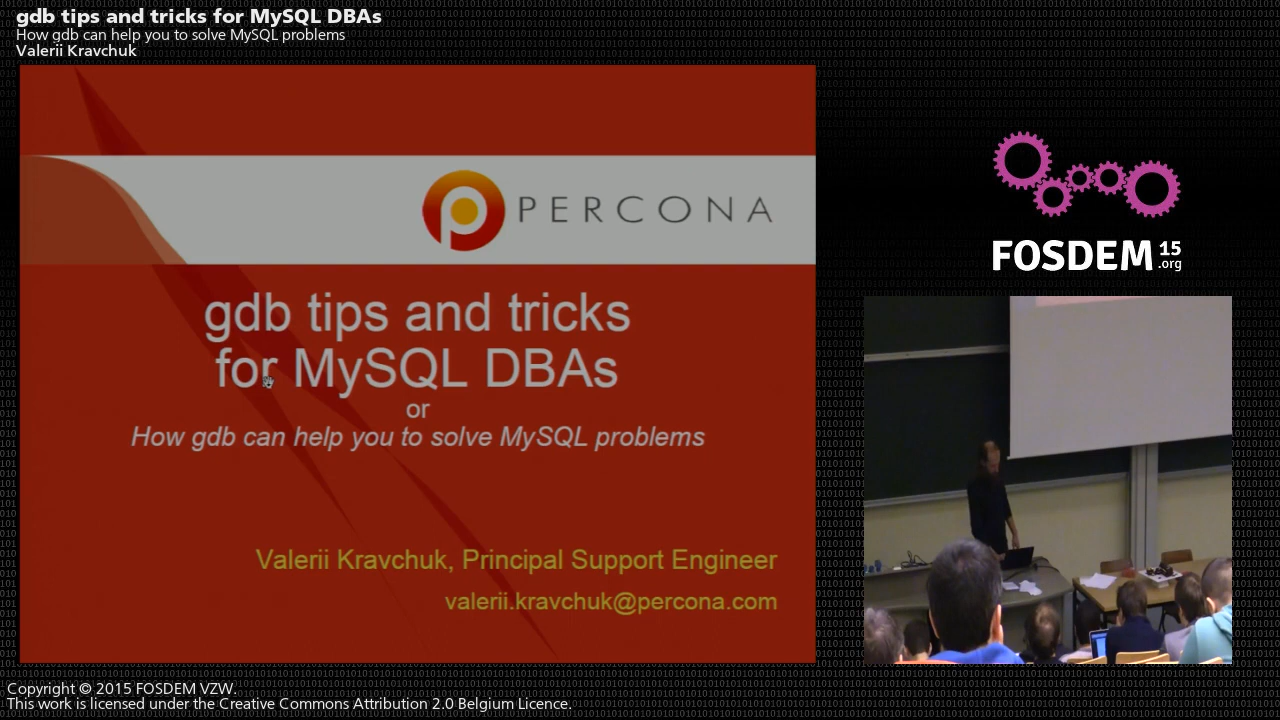 gdb tips and tricks for MySQL DBAs
How gdb can help you to solve MySQL problems
Valerii Kravchuk
PERCONA
gdb tips and tricks
for MySQL DBAs
or
How gdb can help you to solve MySQL problems
Valerii Kravchuk, Principal Support Engineer
valerii.kravchuk@percona.com
FOSDEM 15
.org
Copyright © 2015 FOSDEM VZW.
This work is licensed under the Creative Commons Attribution 2.0 Belgium Licence.